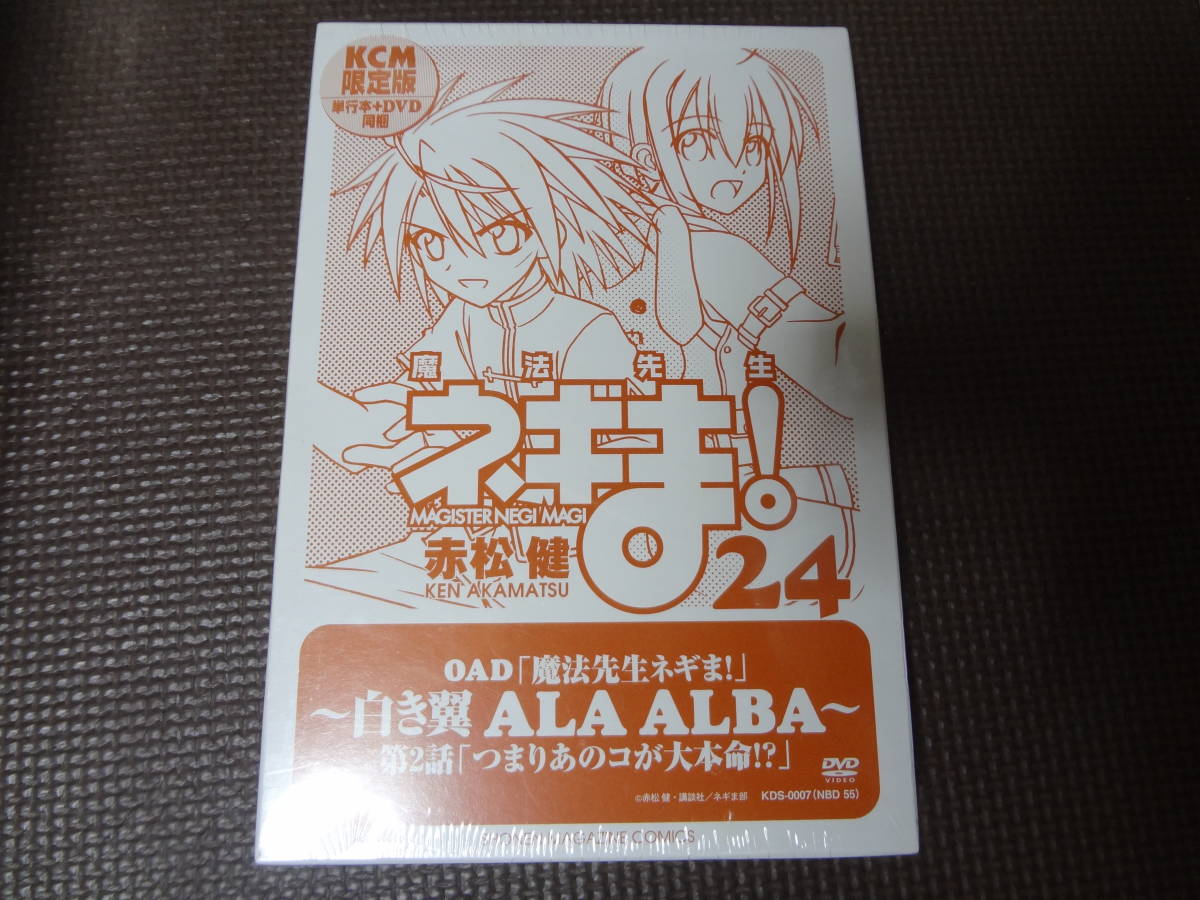 KCM
限定版
単行本+DVD
同梱
魔法先生
ネギま!
MAGISTER NEGI MAGI
赤松 健
KEN AKAMATSU
24
OAD「魔法先生ネギま!」
~白き翼 ALA ALBA~
第2話「つまりあのコが大本命!?」
DVD
VIDEO
©赤松 健・講談社/ネギま部 KDS-0007(NBD 55)
SHONEN MAGAZINE COMICS